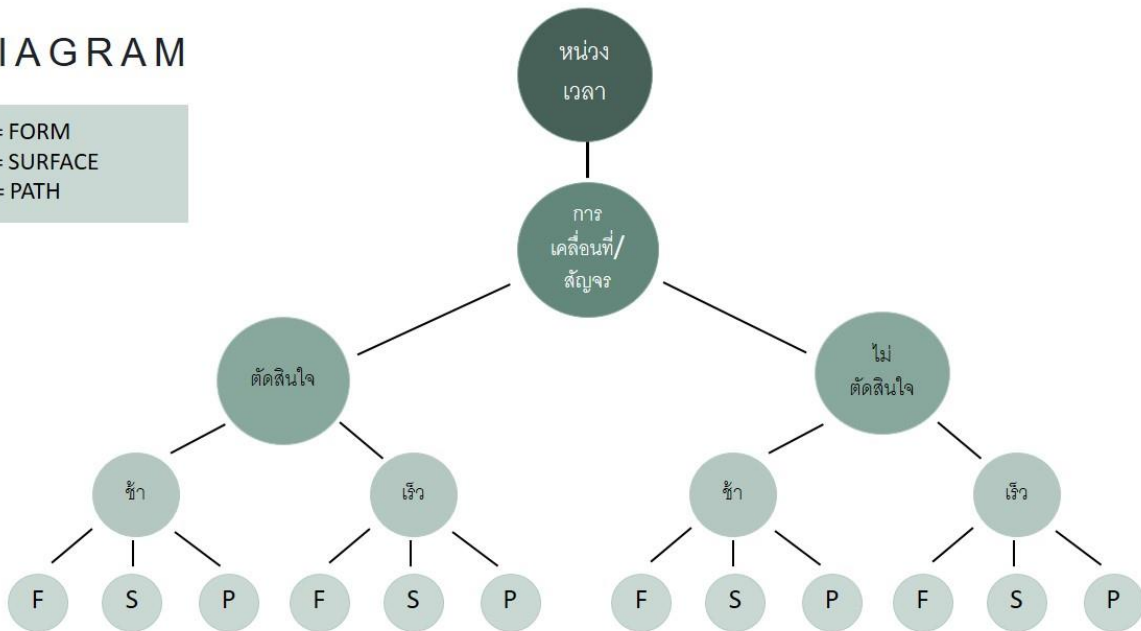 IAGRAM
= FORM
= SURFACE
= PATH
หน่วง
เวลา
การ
เคลื่อนที่/
สัญจร
ตัดสินใจ
ไม่
ตัดสินใจ
ช้า
เร็ว
ช้า
เร็ว
F S P F S P F S P F S P